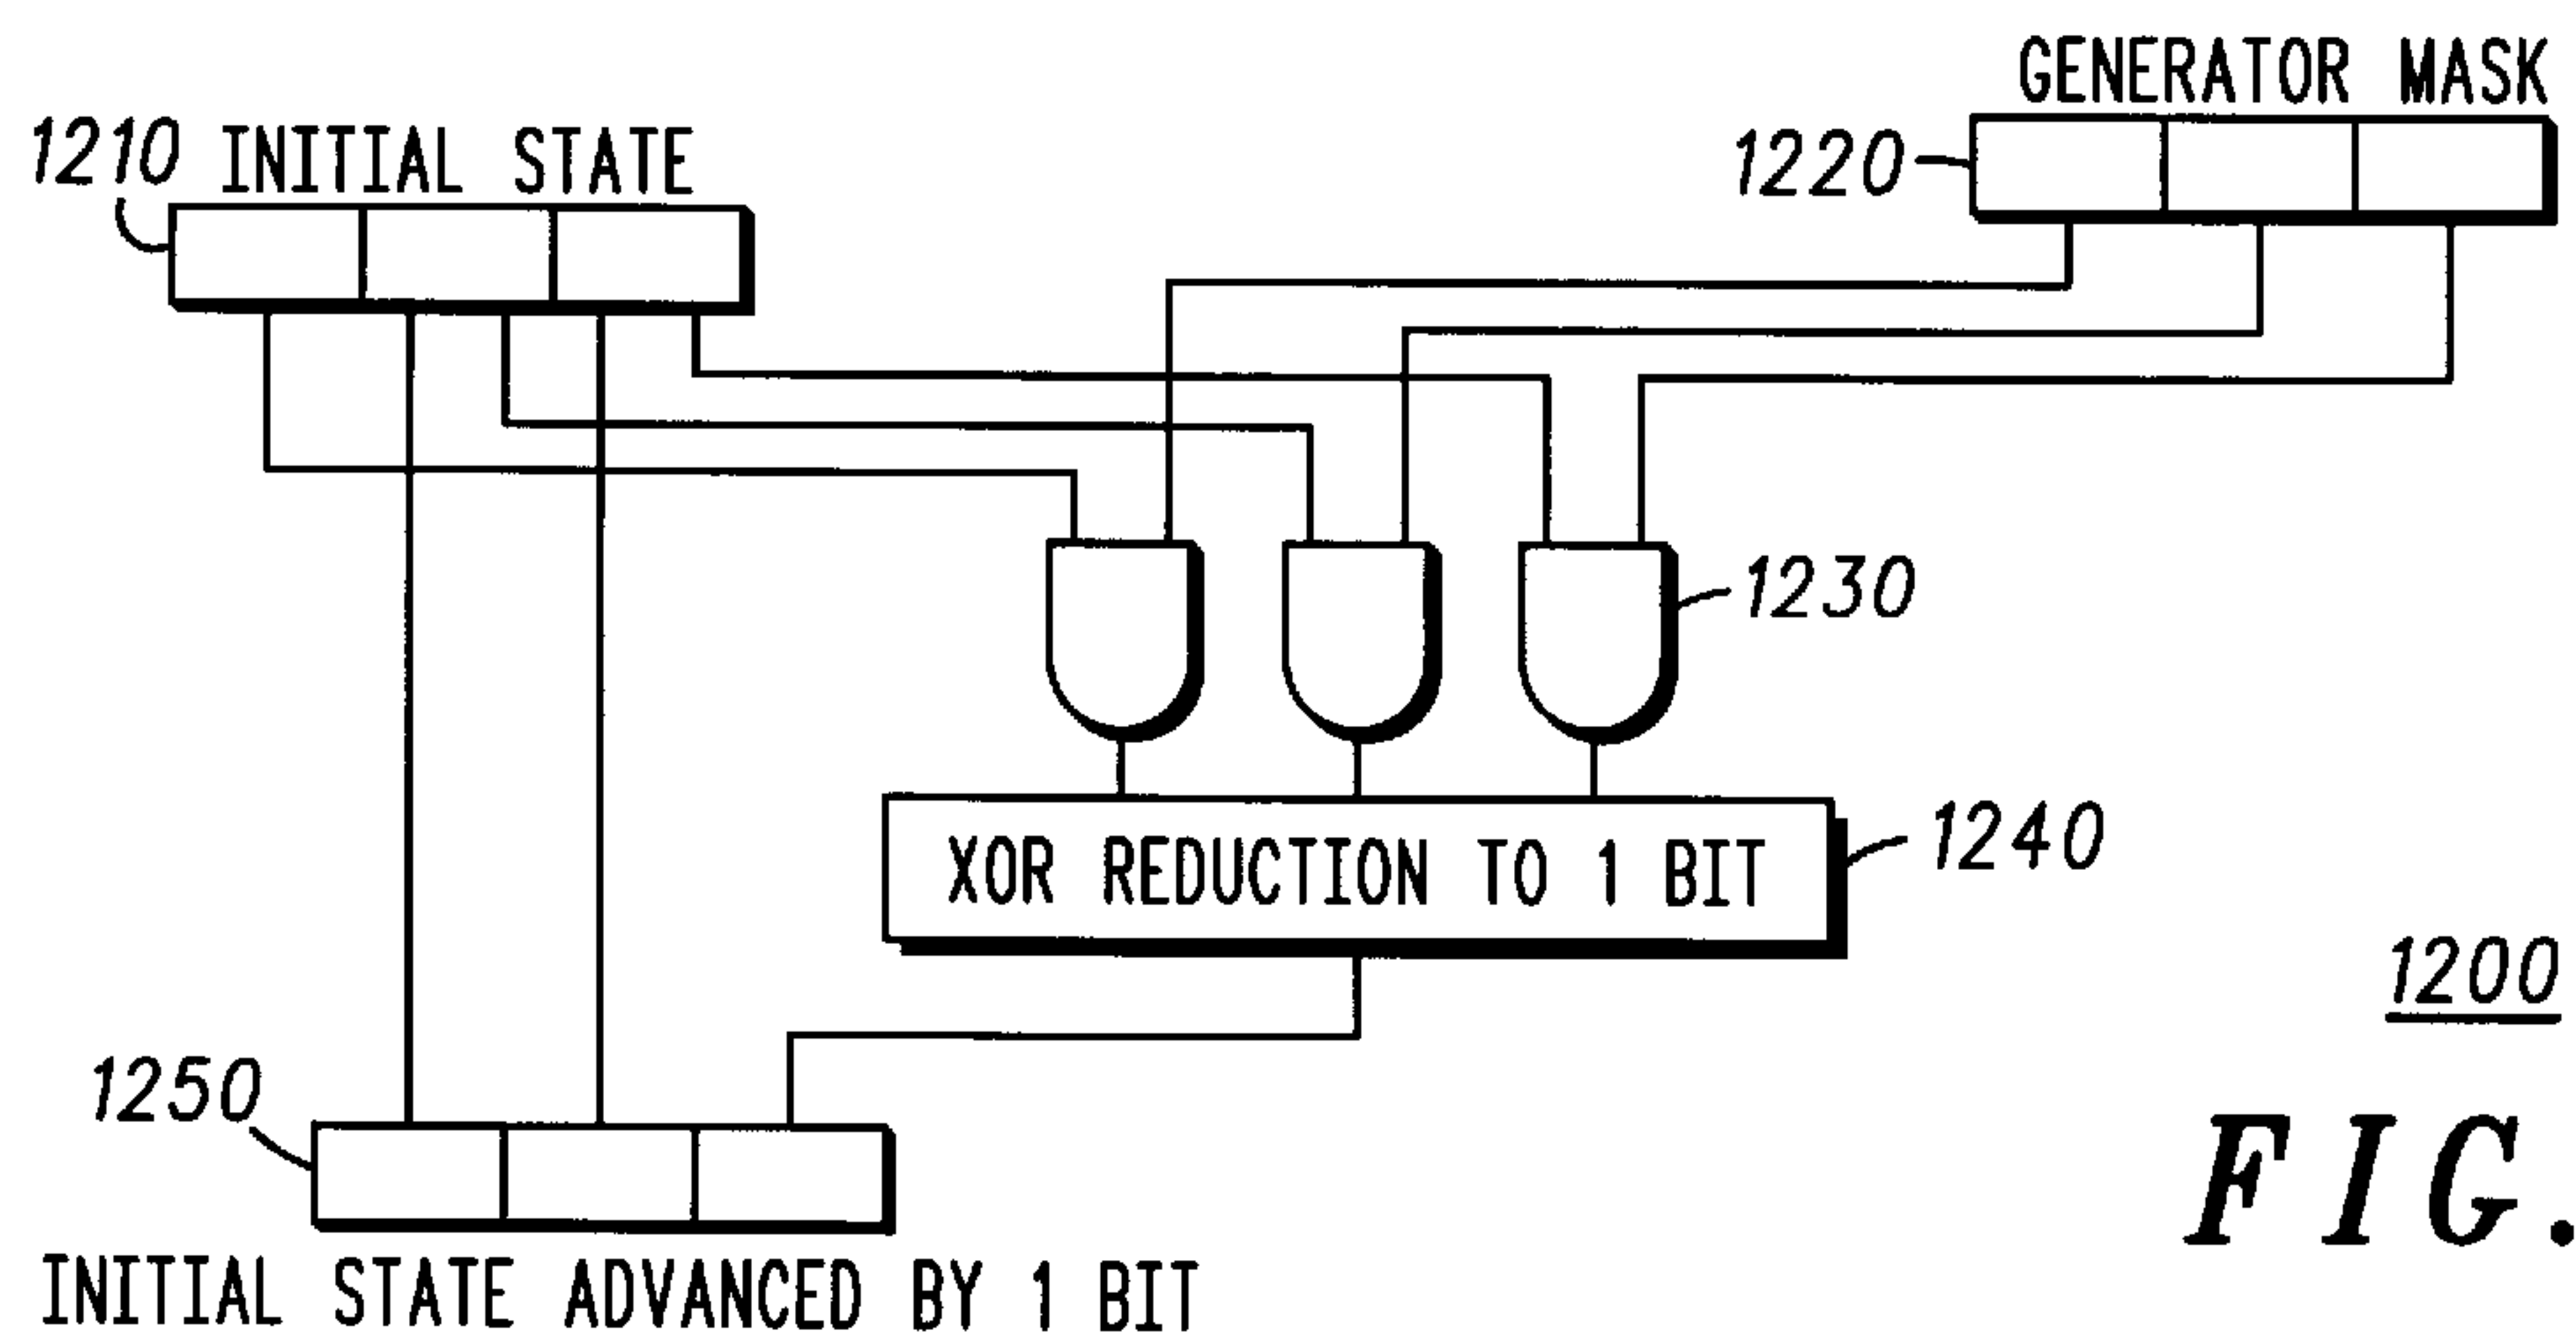 GENERATOR MASK
1210 INITIAL STATE
1220
1230
XOR REDUCTION TO 1 BIT
1240
1200
1250
FIG.
INITIAL STATE ADVANCED BY 1 BIT